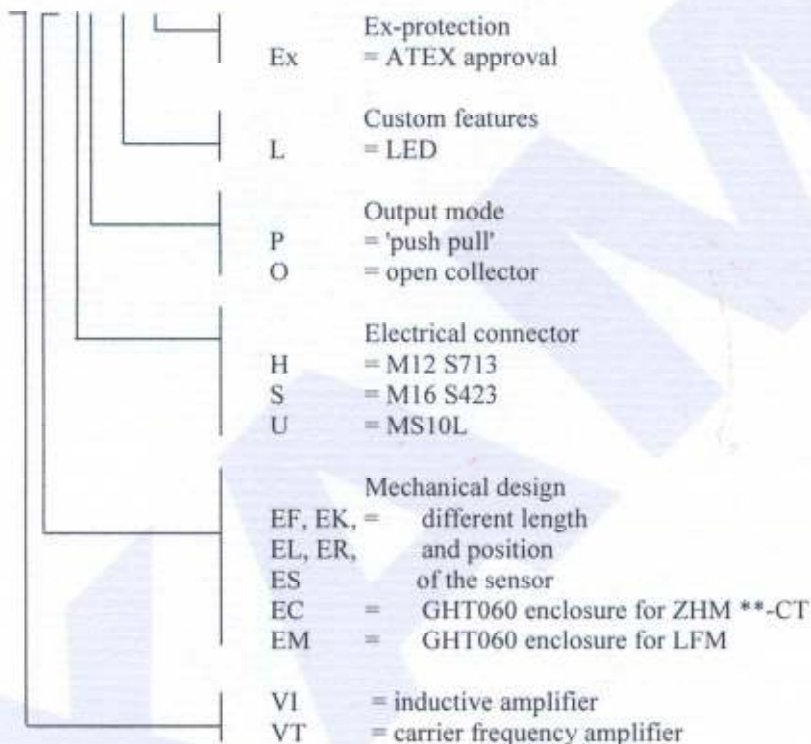 Ex-protection
Ex = ATEX approval
Custom features
L = LED
Output mode
P = 'push pull'
O = open collector
Electrical connector
H = M12 S713
S = M16 S423
U = MS10L
Mechanical design
EF, EK, = different length
EL, ER, and position
ES of the sensor
EC = GHT060 enclosure for ZHM **-CT
EM = GHT060 enclosure for LFM
VI = inductive amplifier
VT = carrier frequency amplifier